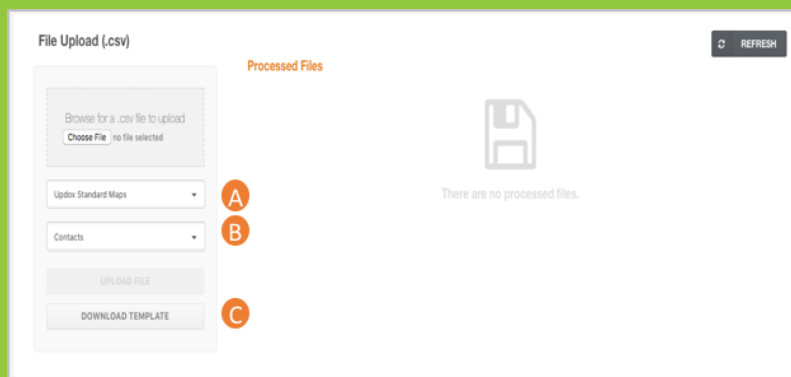 File Upload (.csv)
REFRESH
Processed Files
Browse for a .csv file to upload
Choose File no file selected
Updox Standard Maps
A
There are no processed files.
Contacts
B
UPLOAD FILE
DOWNLOAD TEMPLATE
C